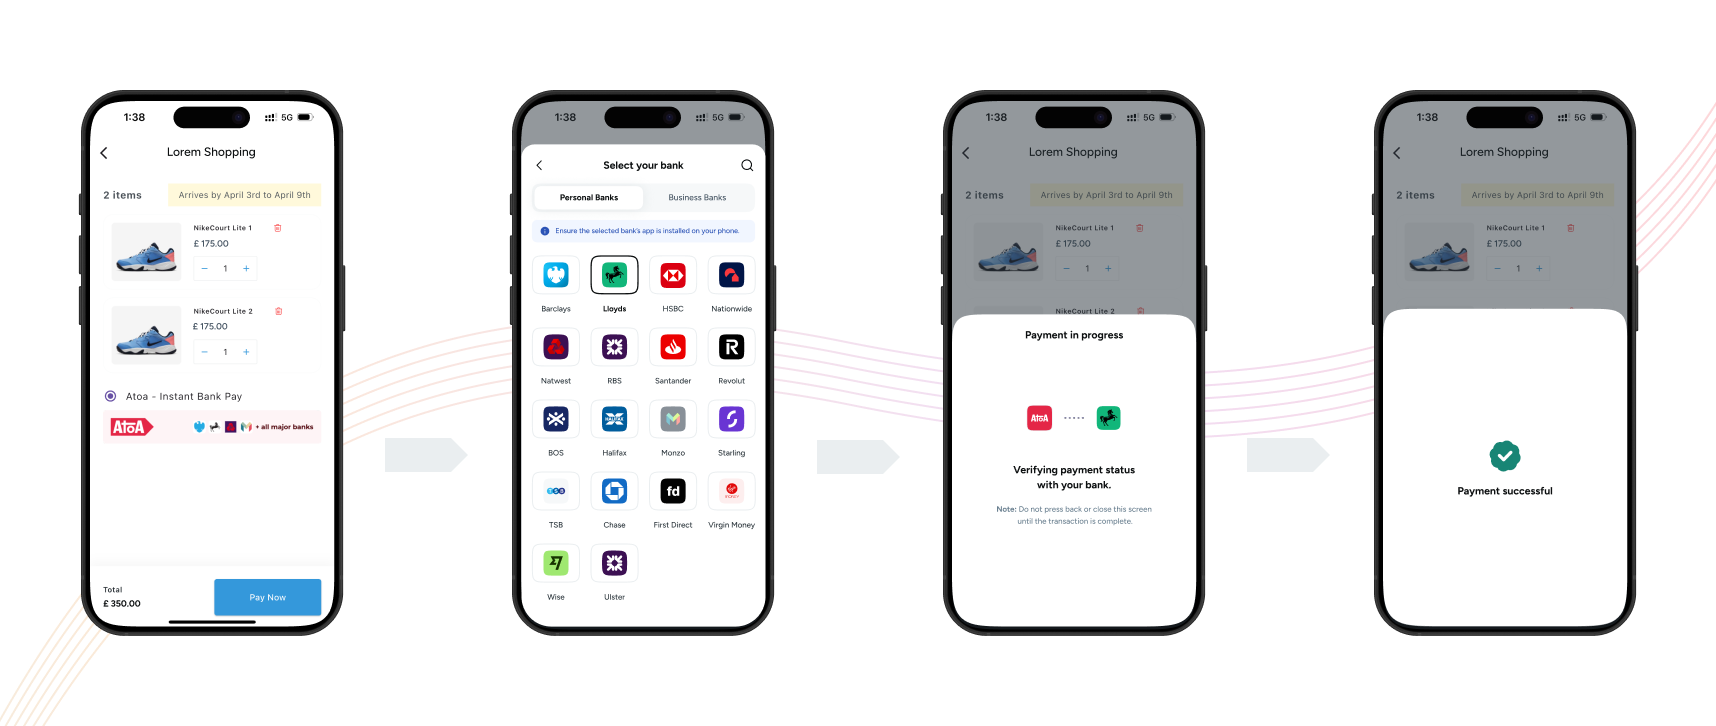 1:38
5G
Lorem Shopping
2 items
Arrives by April 3rd to April 9th
NikeCourt Lite 1
£ 175.00
− 1 +
NikeCourt Lite 2
£ 175.00
− 1 +
Atoa - Instant Bank Pay
AToA
+ all major banks
Total
£ 350.00
Pay Now
1:38
5G
Select your bank
Personal Banks
Business Banks
Ensure the selected bank's app is installed on your phone.
Barclays
Lloyds
HSBC
Nationwide
Natwest
RBS
Santander
R
Revolut
BOS
HALIFAX
Halifax
Monzo
Starling
TSB
TSB
Chase
fd
First Direct
Virgin
MONEY
Virgin Money
Wise
Ulster
1:38
5G
Lorem Shopping
2 items
Arrives by April 3rd to April 9th
NikeCourt Lite 1
£ 175.00
− 1 +
NikeCourt Lite 2
Payment in progress
AToA
Verifying payment status
with your bank.
Note: Do not press back or close this screen
until the transaction is complete.
1:38
5G
Lorem Shopping
2 items
Arrives by April 3rd to April 9th
NikeCourt Lite 1
£ 175.00
− 1 +
Payment successful